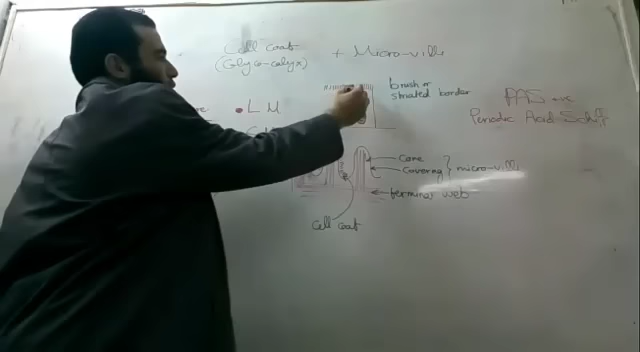 Cell coat
(Glyco-calyx)
+ Micro-villi
• L M
brush or
striated border
PAS +ve
Periodic Acid Schiff
Core
Covering } micro-villi
terminal web
Cell coat